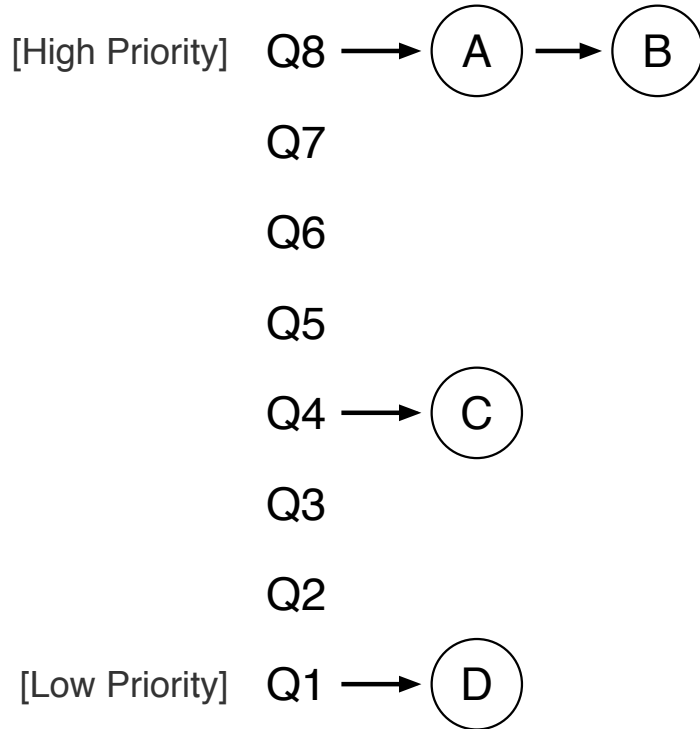 [High Priority] Q8 A B
Q7
Q6
Q5
Q4 C
Q3
Q2
[Low Priority] Q1 D